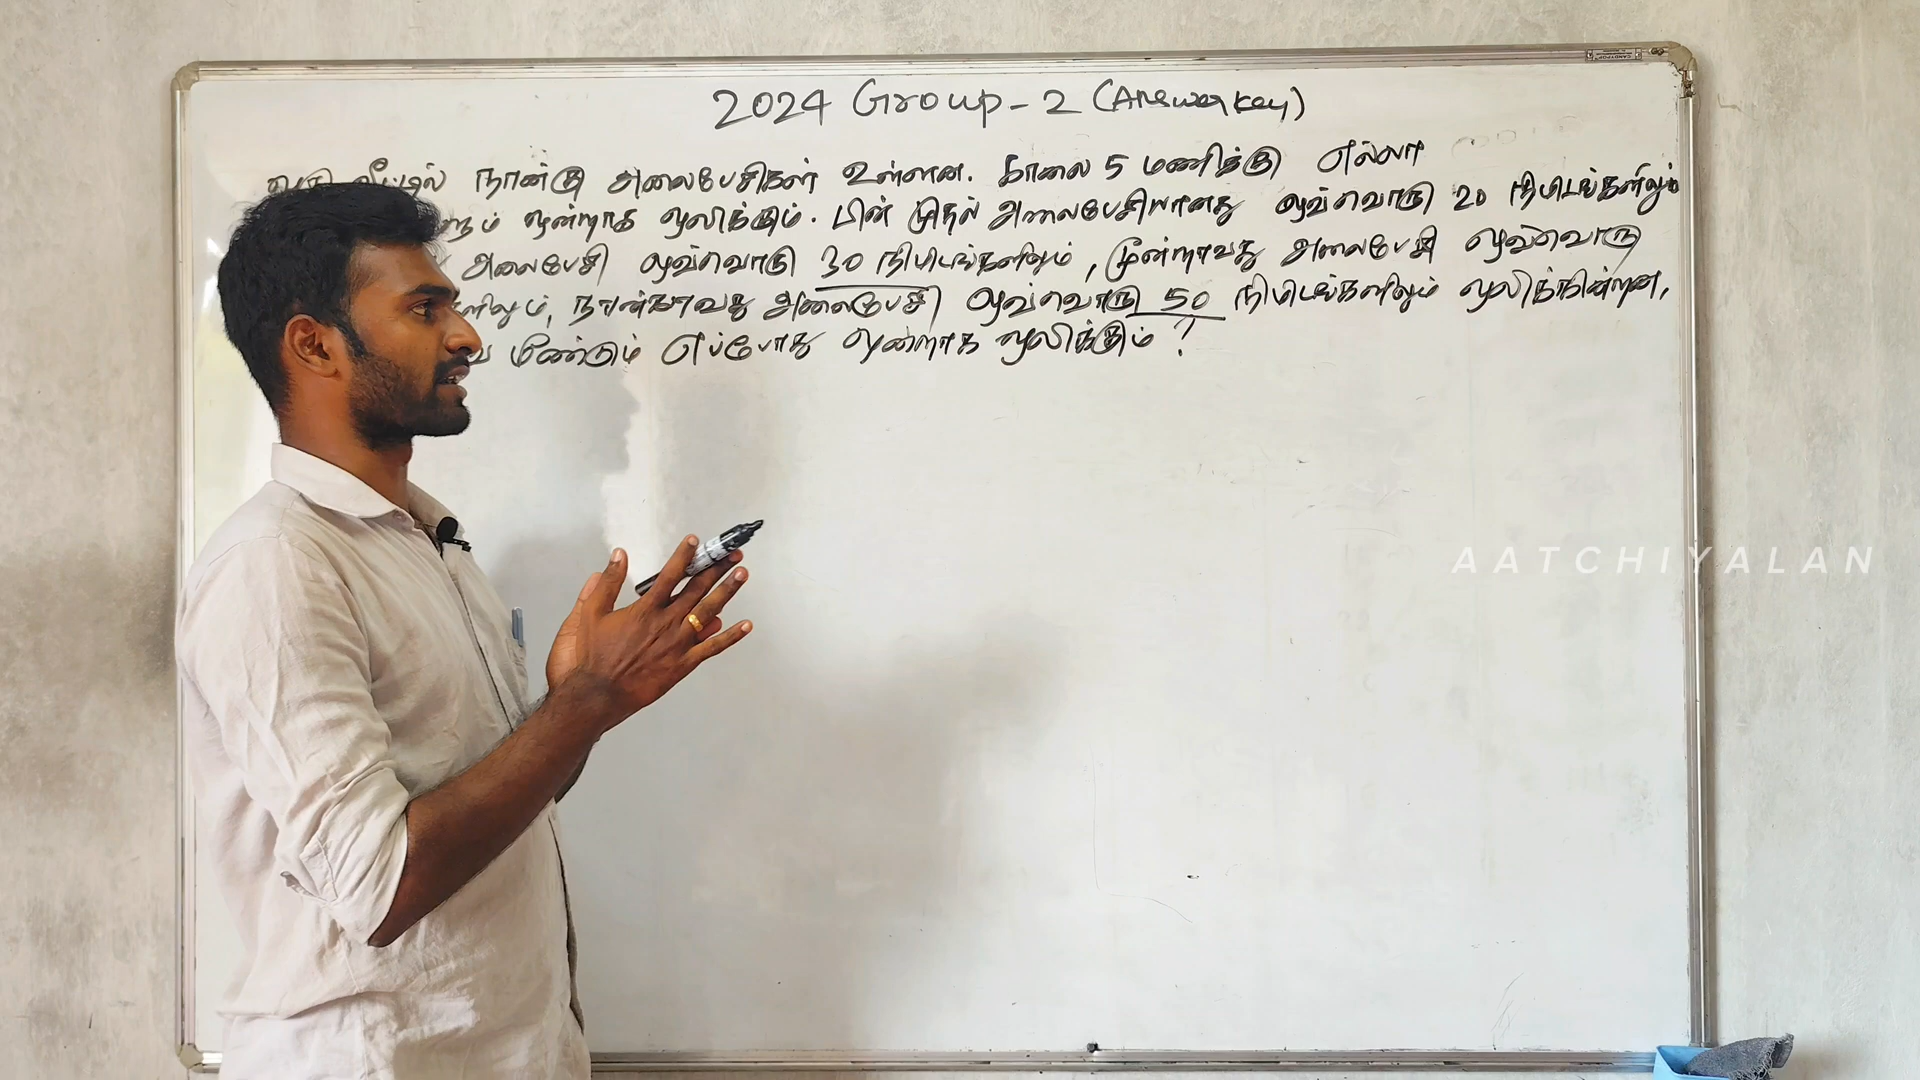 2024 Group - 2 (Answer Key)
ஒரு வீட்டில் நான்கு அலைபேசிகள் உள்ளன. காலை 5 மணிக்கு எல்லா
ஒன்றாக ஒலிக்கும். பின் முதல் அலைபேசியானது ஒவ்வொரு 20 நிமிடங்களிலும்
அலைபேசி ஒவ்வொரு 30 நிமிடங்களிலும், மூன்றாவது அலைபேசி ஒவ்வொரு
நான்காவது அலைபேசி ஒவ்வொரு 50 நிமிடங்களிலும் ஒலிக்கின்றன,
மீண்டும் எப்போது ஒன்றாக ஒலிக்கும் ?
AATCHIYALAN